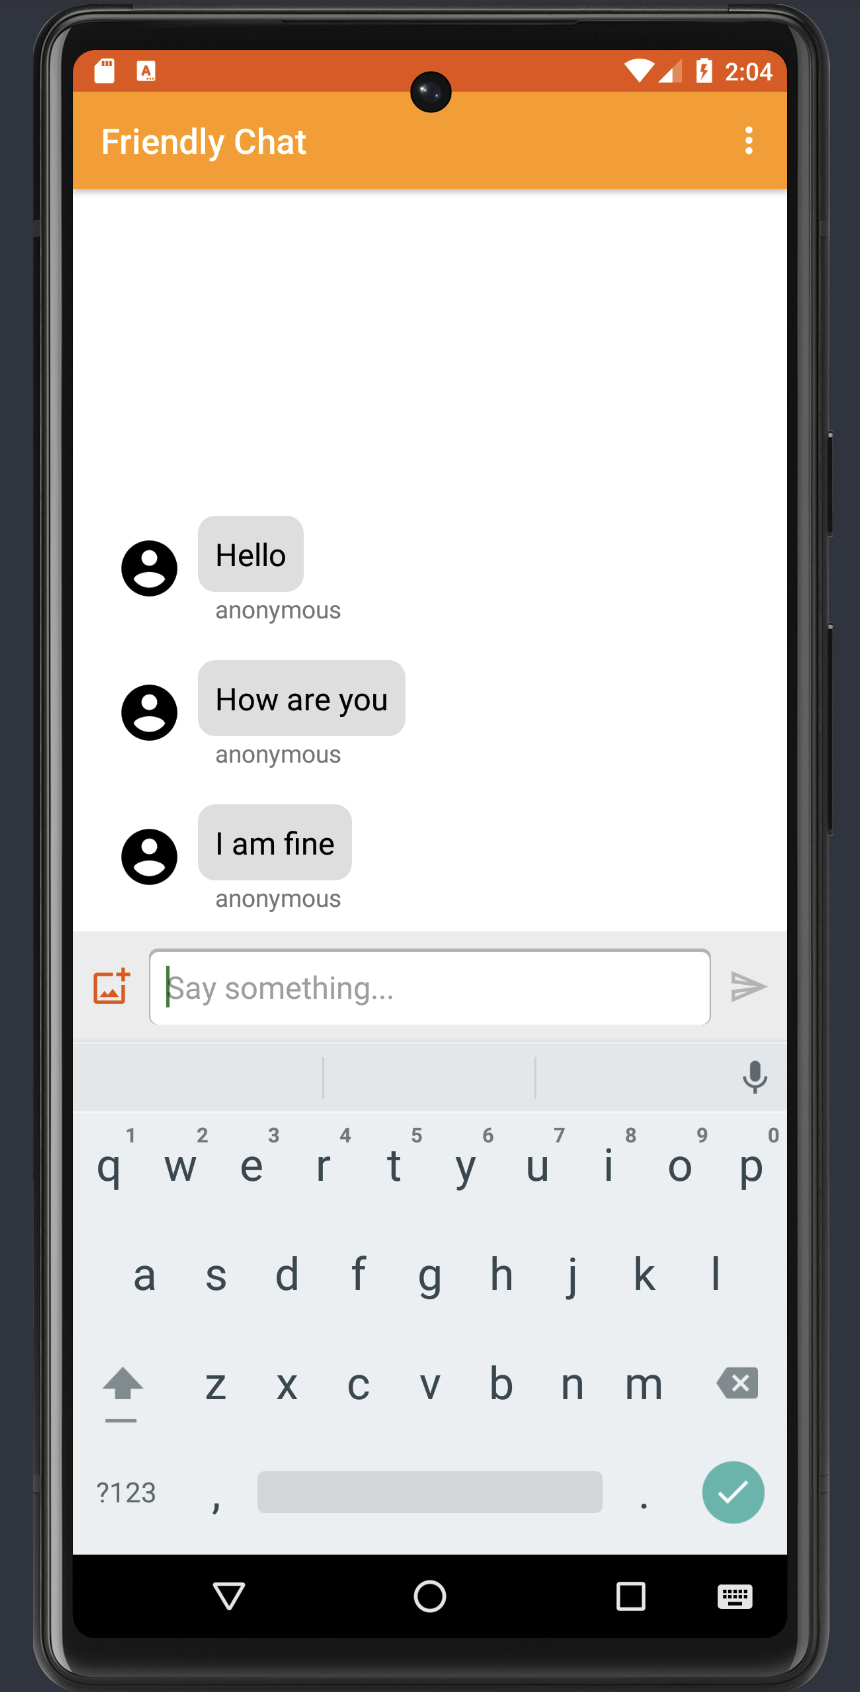 2:04
Friendly Chat
Hello
anonymous
How are you
anonymous
I am fine
anonymous
Say something...
1 2 3 4 5 6 7 8 9 0
q w e r t y u i o p
a s d f g h j k l
z x c v b n m
?123 , .